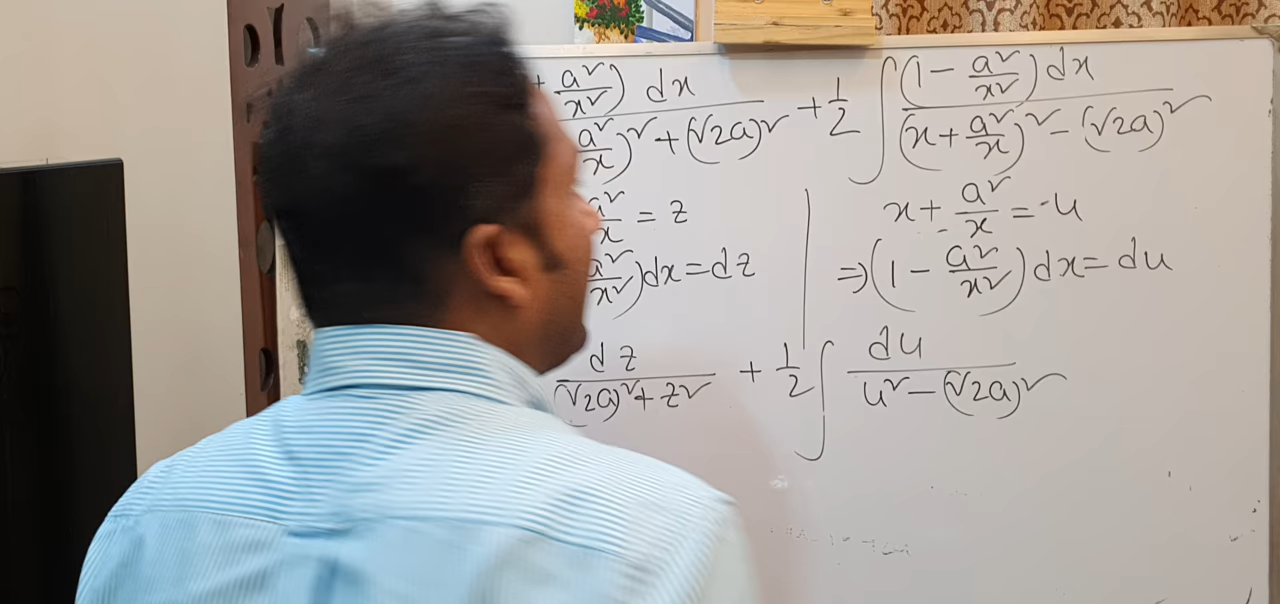 + a²/x²) dx + 1/2 ∫ (1 - a²/x²) dx
a²/x)² + (√2a)² (x + a²/x)² - (√2a)²
a²/x = z x + a²/x = u
a²/x²)dx = dz ⇒ (1 - a²/x²) dx = du
dz/((√2a)² + z²) + 1/2 ∫ du/(u² - (√2a)²)